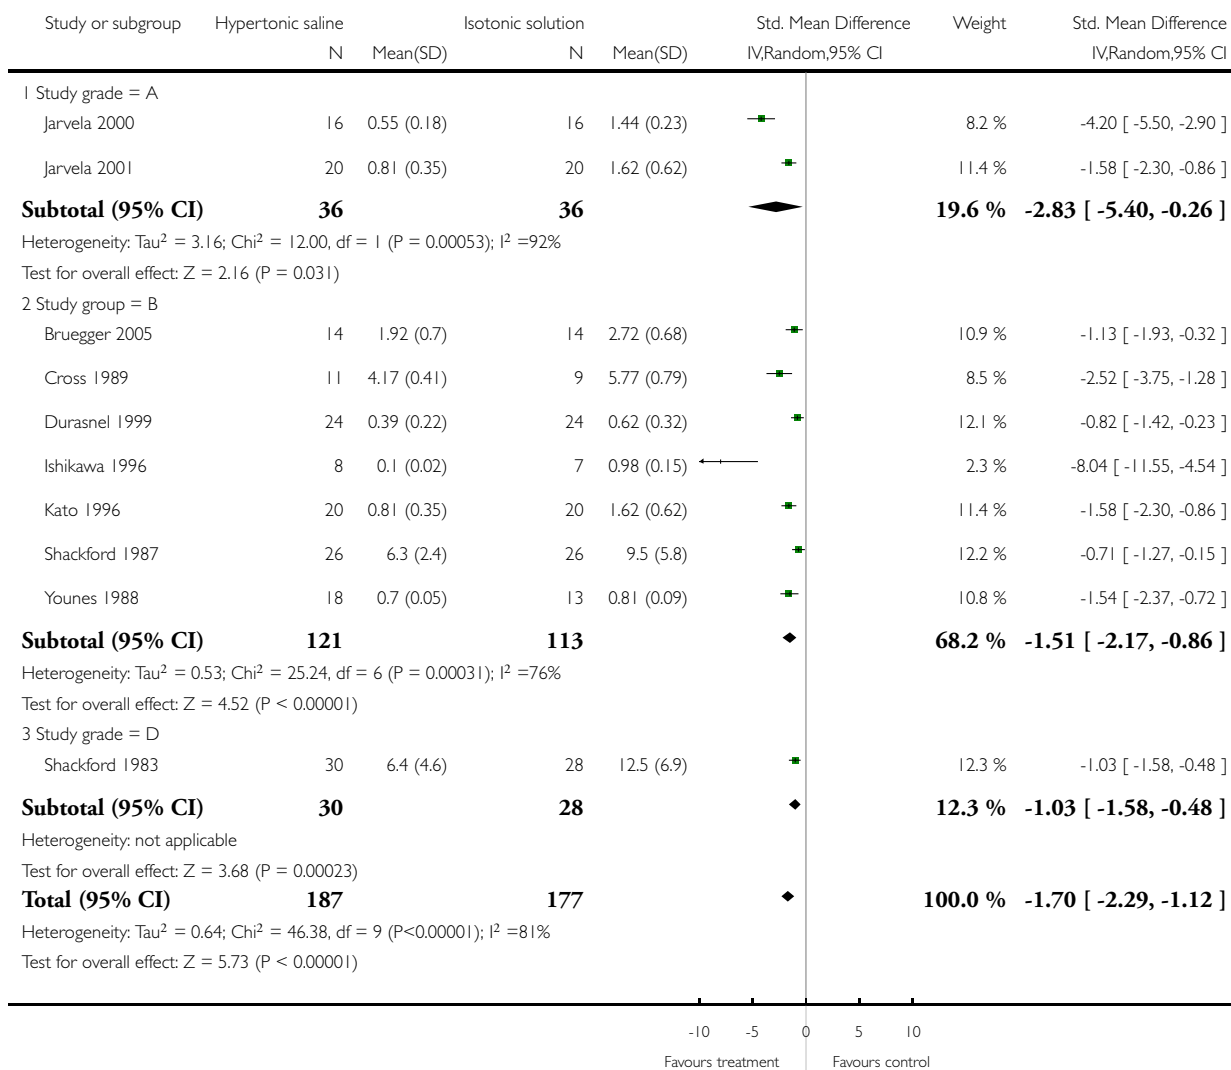 Study or subgroup Hypertonic saline Isotonic solution Std. Mean Difference Weight Std. Mean Difference
N Mean(SD) N Mean(SD) IV,Random,95% CI IV,Random,95% CI
1 Study grade = A
Jarvela 2000 16 0.55 (0.18) 16 1.44 (0.23) 8.2 % -4.20 [ -5.50, -2.90 ]
Jarvela 2001 20 0.81 (0.35) 20 1.62 (0.62) 11.4 % -1.58 [ -2.30, -0.86 ]
Subtotal (95% CI) 36 36 19.6 % -2.83 [ -5.40, -0.26 ]
Heterogeneity: Tau² = 3.16; Chi² = 12.00, df = 1 (P = 0.00053); I² =92%
Test for overall effect: Z = 2.16 (P = 0.031)
2 Study group = B
Bruegger 2005 14 1.92 (0.7) 14 2.72 (0.68) 10.9 % -1.13 [ -1.93, -0.32 ]
Cross 1989 11 4.17 (0.41) 9 5.77 (0.79) 8.5 % -2.52 [ -3.75, -1.28 ]
Durasnel 1999 24 0.39 (0.22) 24 0.62 (0.32) 12.1 % -0.82 [ -1.42, -0.23 ]
Ishikawa 1996 8 0.1 (0.02) 7 0.98 (0.15) 2.3 % -8.04 [ -11.55, -4.54 ]
Kato 1996 20 0.81 (0.35) 20 1.62 (0.62) 11.4 % -1.58 [ -2.30, -0.86 ]
Shackford 1987 26 6.3 (2.4) 26 9.5 (5.8) 12.2 % -0.71 [ -1.27, -0.15 ]
Younes 1988 18 0.7 (0.05) 13 0.81 (0.09) 10.8 % -1.54 [ -2.37, -0.72 ]
Subtotal (95% CI) 121 113 68.2 % -1.51 [ -2.17, -0.86 ]
Heterogeneity: Tau² = 0.53; Chi² = 25.24, df = 6 (P = 0.00031); I² =76%
Test for overall effect: Z = 4.52 (P < 0.00001)
3 Study grade = D
Shackford 1983 30 6.4 (4.6) 28 12.5 (6.9) 12.3 % -1.03 [ -1.58, -0.48 ]
Subtotal (95% CI) 30 28 12.3 % -1.03 [ -1.58, -0.48 ]
Heterogeneity: not applicable
Test for overall effect: Z = 3.68 (P = 0.00023)
Total (95% CI) 187 177 100.0 % -1.70 [ -2.29, -1.12 ]
Heterogeneity: Tau² = 0.64; Chi² = 46.38, df = 9 (P<0.00001); I² =81%
Test for overall effect: Z = 5.73 (P < 0.00001)
-10 -5 0 5 10
Favours treatment Favours control